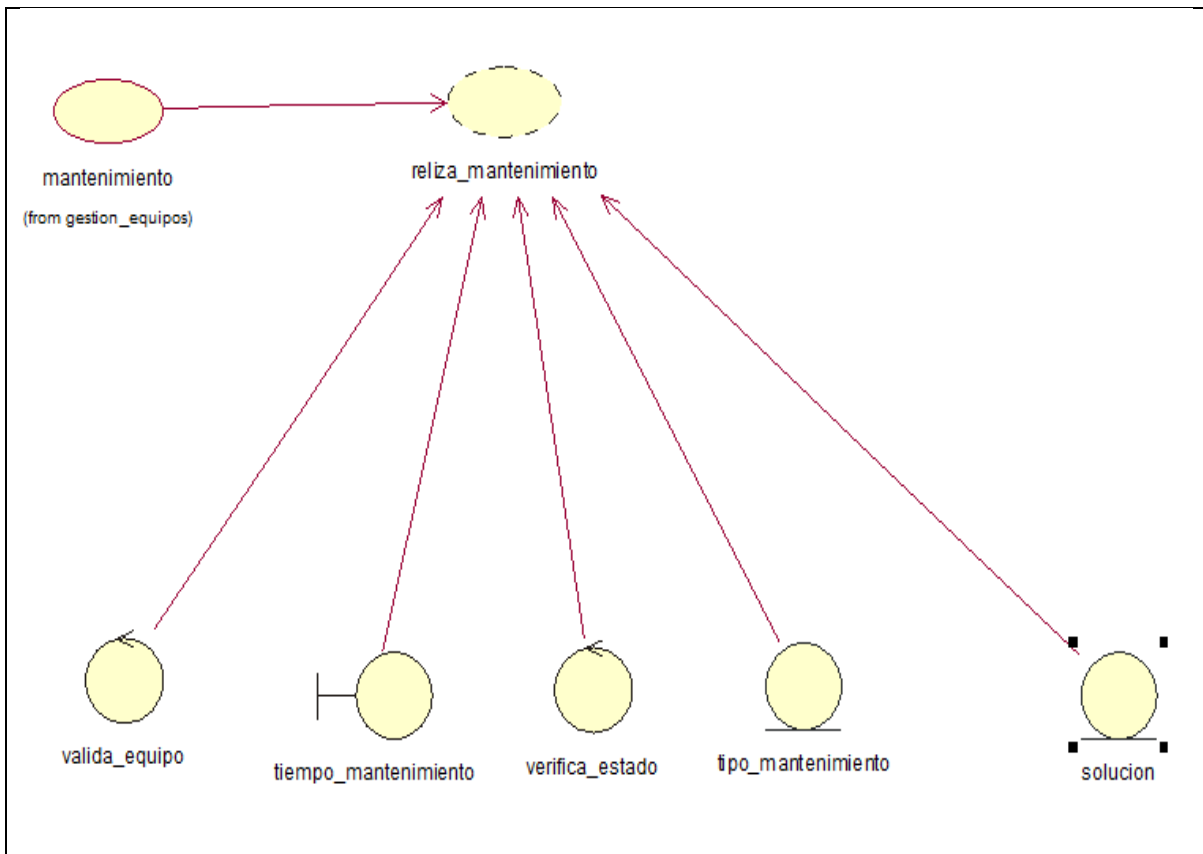 mantenimiento
(from gestion_equipos)
reliza_mantenimiento
valida_equipo
tiempo_mantenimiento
verifica_estado
tipo_mantenimiento
solucion